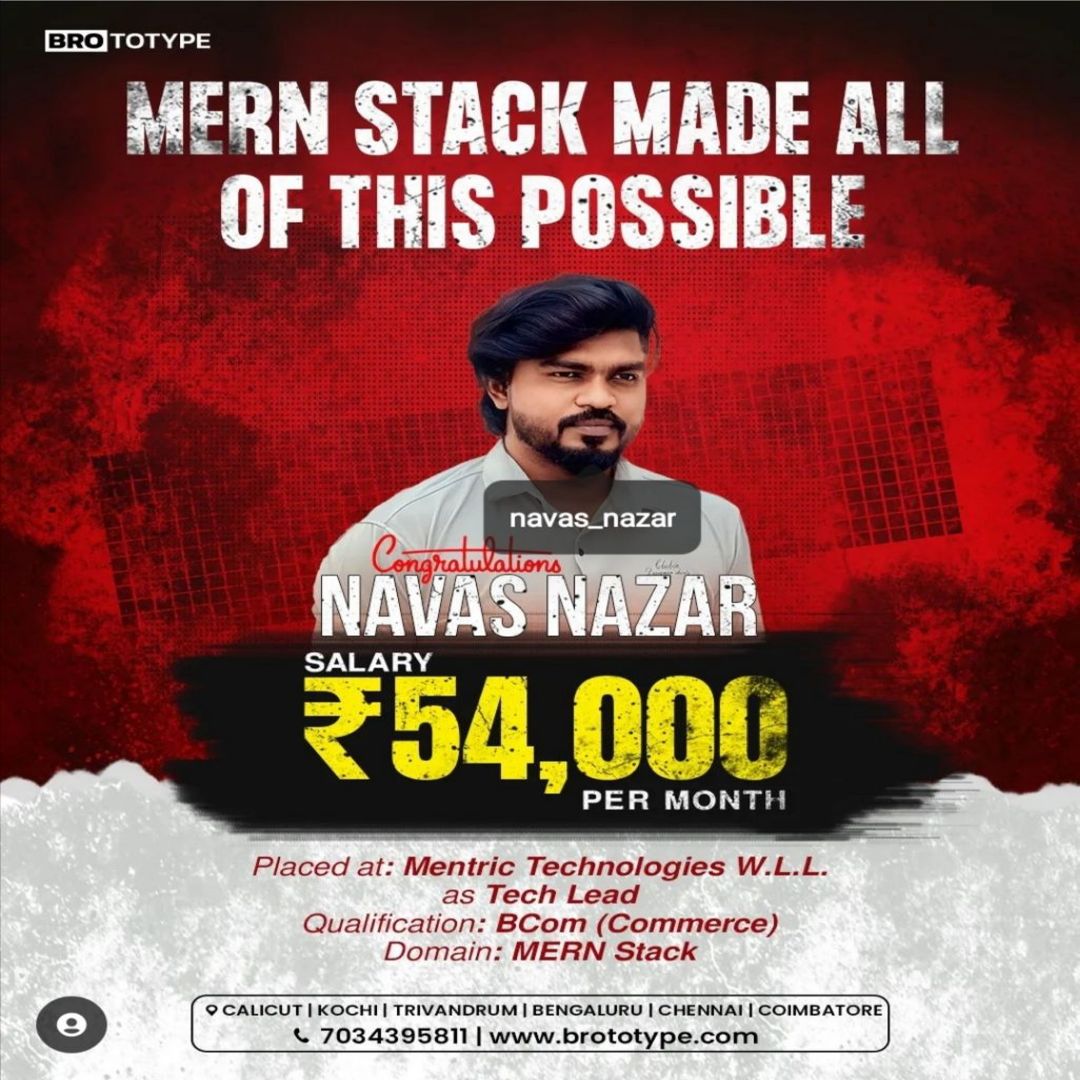 BROTOTYPE
MERN STACK MADE ALL
OF THIS POSSIBLE
navas_nazar
Congratulations
NAVAS NAZAR
SALARY
₹54,000
PER MONTH
Placed at: Mentric Technologies W.L.L.
as Tech Lead
Qualification: BCom (Commerce)
Domain: MERN Stack
CALICUT | KOCHI | TRIVANDRUM | BENGALURU | CHENNAI | COIMBATORE
7034395811 | www.brototype.com